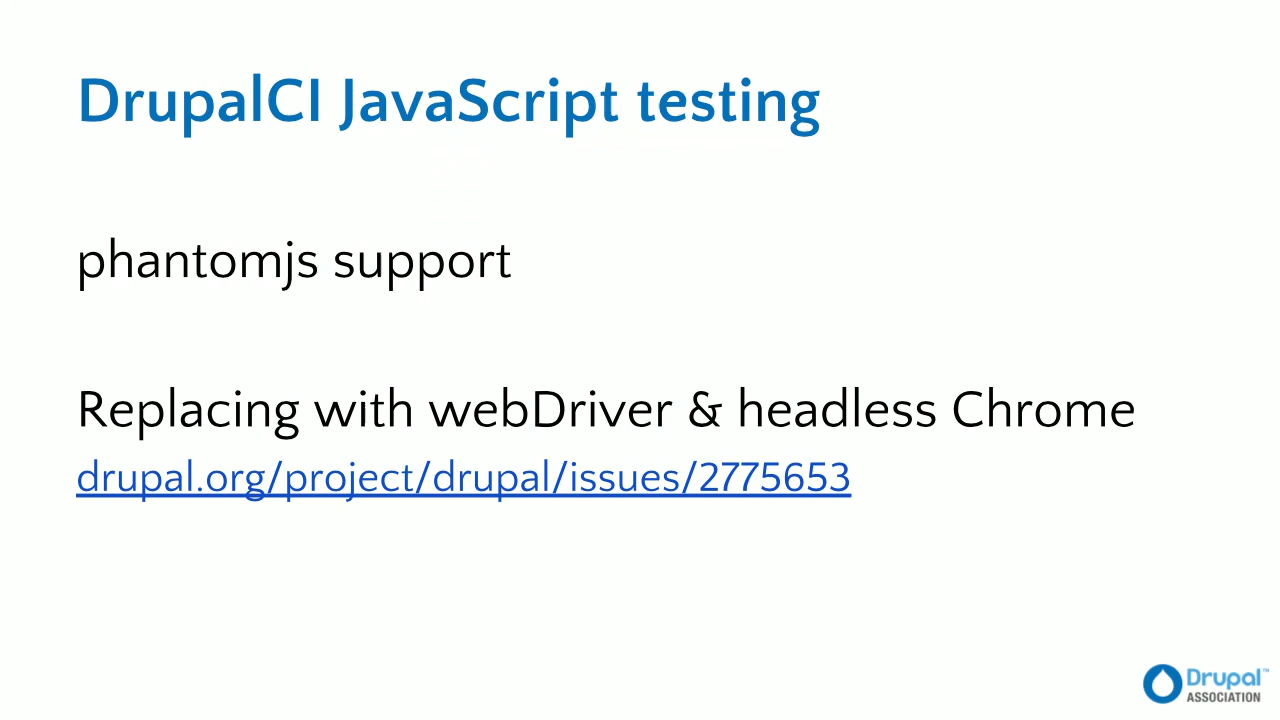 DrupalCI JavaScript testing
phantomjs support
Replacing with webDriver & headless Chrome
drupal.org/project/drupal/issues/2775653
Drupal™
ASSOCIATION